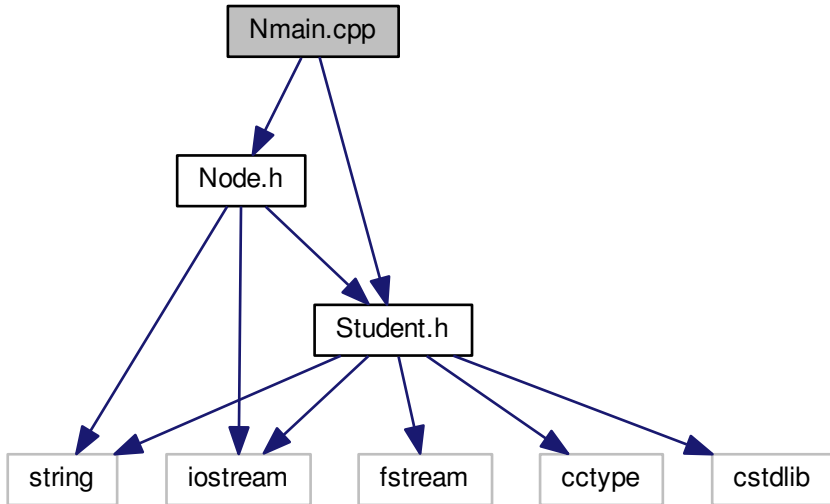 Nmain.cpp
Node.h
Student.h
string
iostream
fstream
cctype
cstdlib